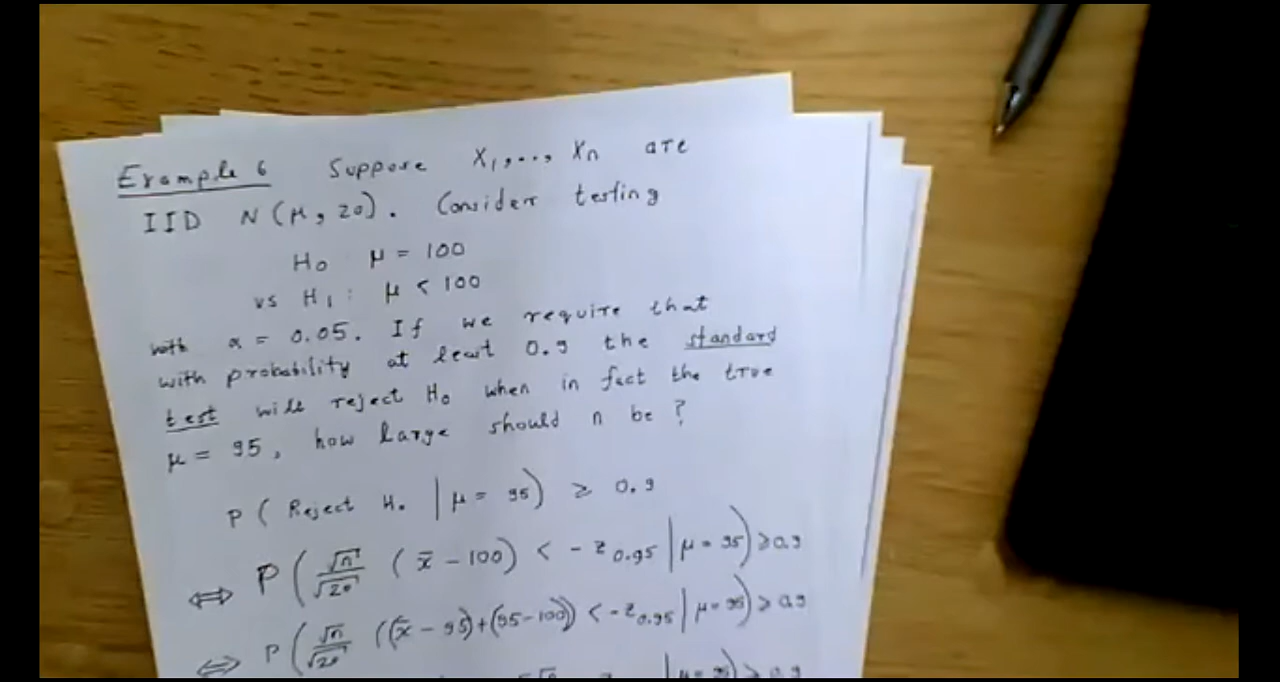 Example 6 Suppose X₁,..., Xn are
IID N(μ, 20). Consider testing
H₀ μ = 100
vs H₁: μ < 100
with α = 0.05. If we require that
with probability at least 0.9 the standard
test will reject H₀ when in fact the true
μ = 95, how large should n be?
P( Reject H₀ | μ = 95) ≥ 0.9
⇔ P( √n/√20 (x̄ - 100) < - z₀.₉₅ | μ = 95) ≥ 0.9
⇔ P( √n/√20 ((x̄ - 95)+(95-100)) < - z₀.₉₅ | μ = 95) ≥ 0.9